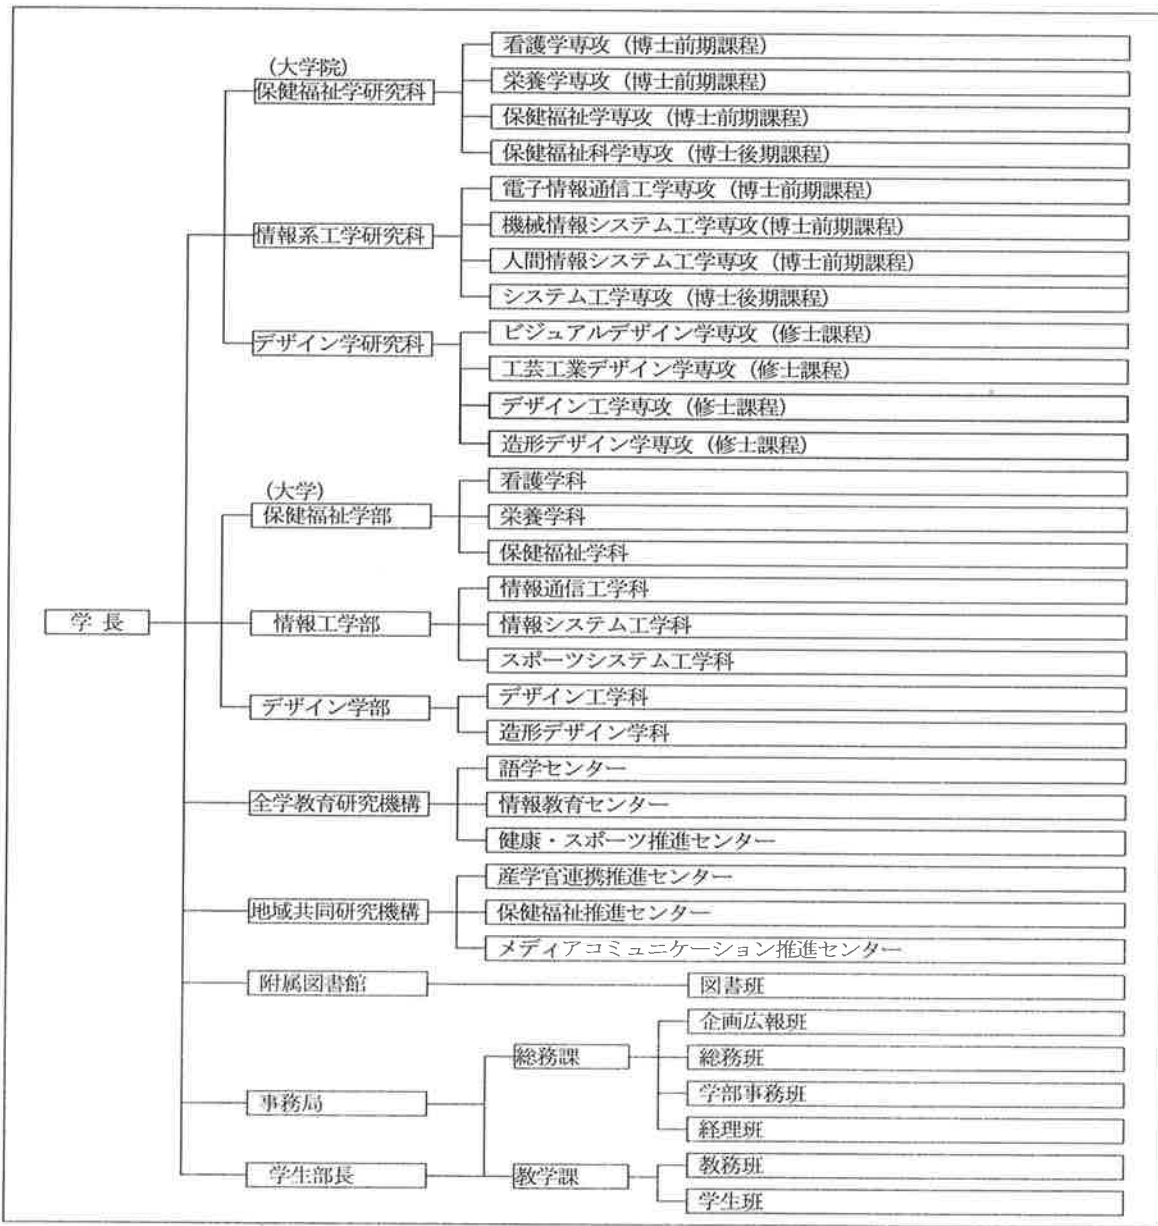 学長
(大学院)
保健福祉学研究科
看護学専攻 (博士前期課程)
栄養学専攻 (博士前期課程)
保健福祉学専攻 (博士前期課程)
保健福祉科学専攻 (博士後期課程)
情報系工学研究科
電子情報通信工学専攻 (博士前期課程)
機械情報システム工学専攻(博士前期課程)
人間情報システム工学専攻 (博士前期課程)
システム工学専攻 (博士後期課程)
デザイン学研究科
ビジュアルデザイン学専攻 (修士課程)
工芸工業デザイン学専攻 (修士課程)
デザイン工学専攻 (修士課程)
造形デザイン学専攻 (修士課程)
(大学)
保健福祉学部
看護学科
栄養学科
保健福祉学科
情報工学部
情報通信工学科
情報システム工学科
スポーツシステム工学科
デザイン学部
デザイン工学科
造形デザイン学科
全学教育研究機構
語学センター
情報教育センター
健康・スポーツ推進センター
地域共同研究機構
産学官連携推進センター
保健福祉推進センター
メディアコミュニケーション推進センター
附属図書館
図書班
事務局
総務課
企画広報班
総務班
学部事務班
経理班
学生部長
教学課
教務班
学生班